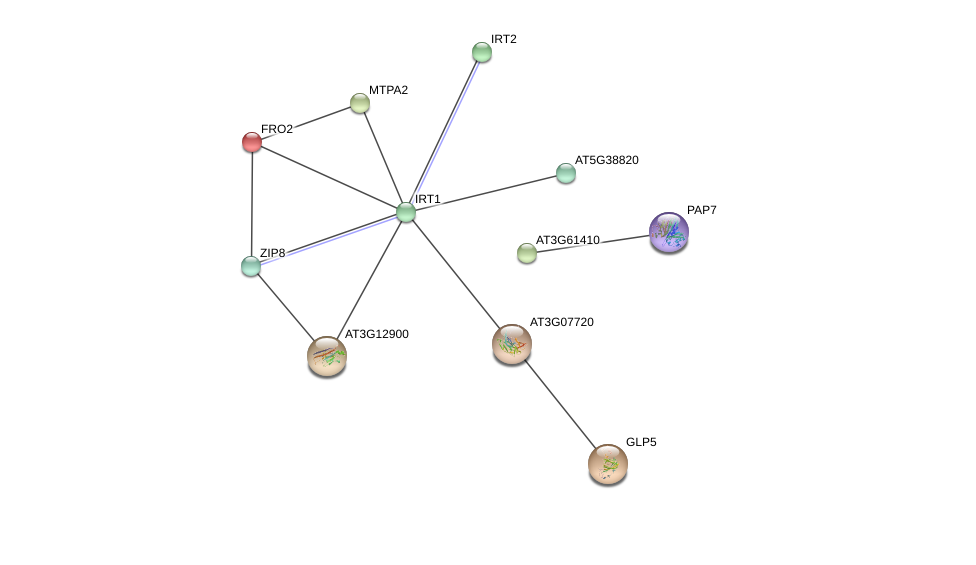 IRT2
MTPA2
FRO2
AT5G38820
IRT1
PAP7
AT3G61410
ZIP8
AT3G07720
AT3G12900
GLP5